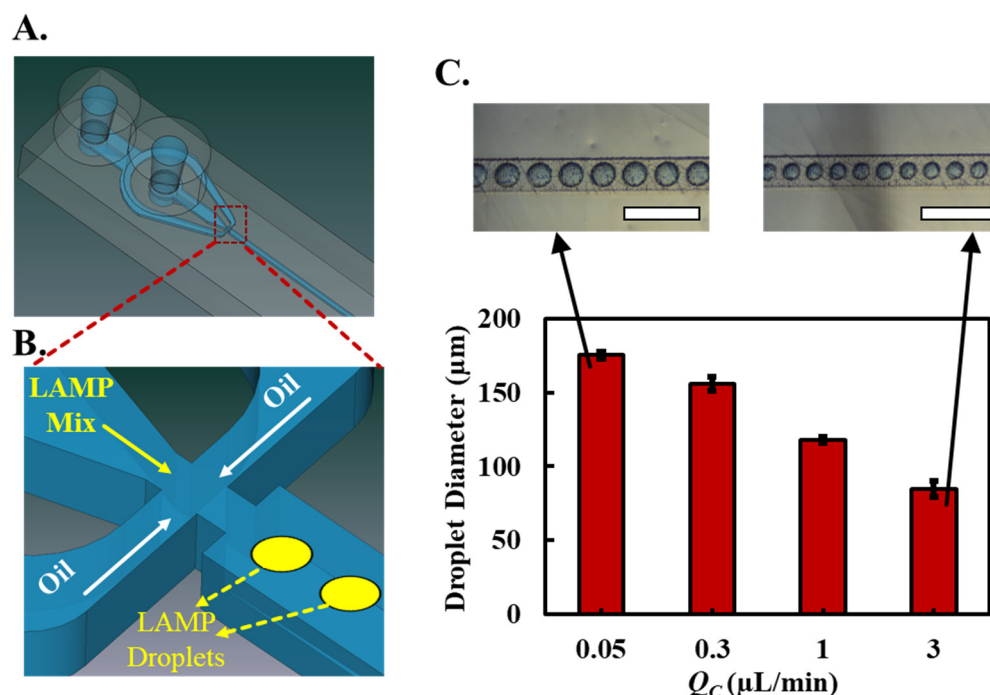 A.
B.
LAMP
Mix
Oil
Oil
LAMP
Droplets
C.
Droplet Diameter (µm)
200
150
100
50
0
0.05 0.3 1 3
Q_C (µL/min)